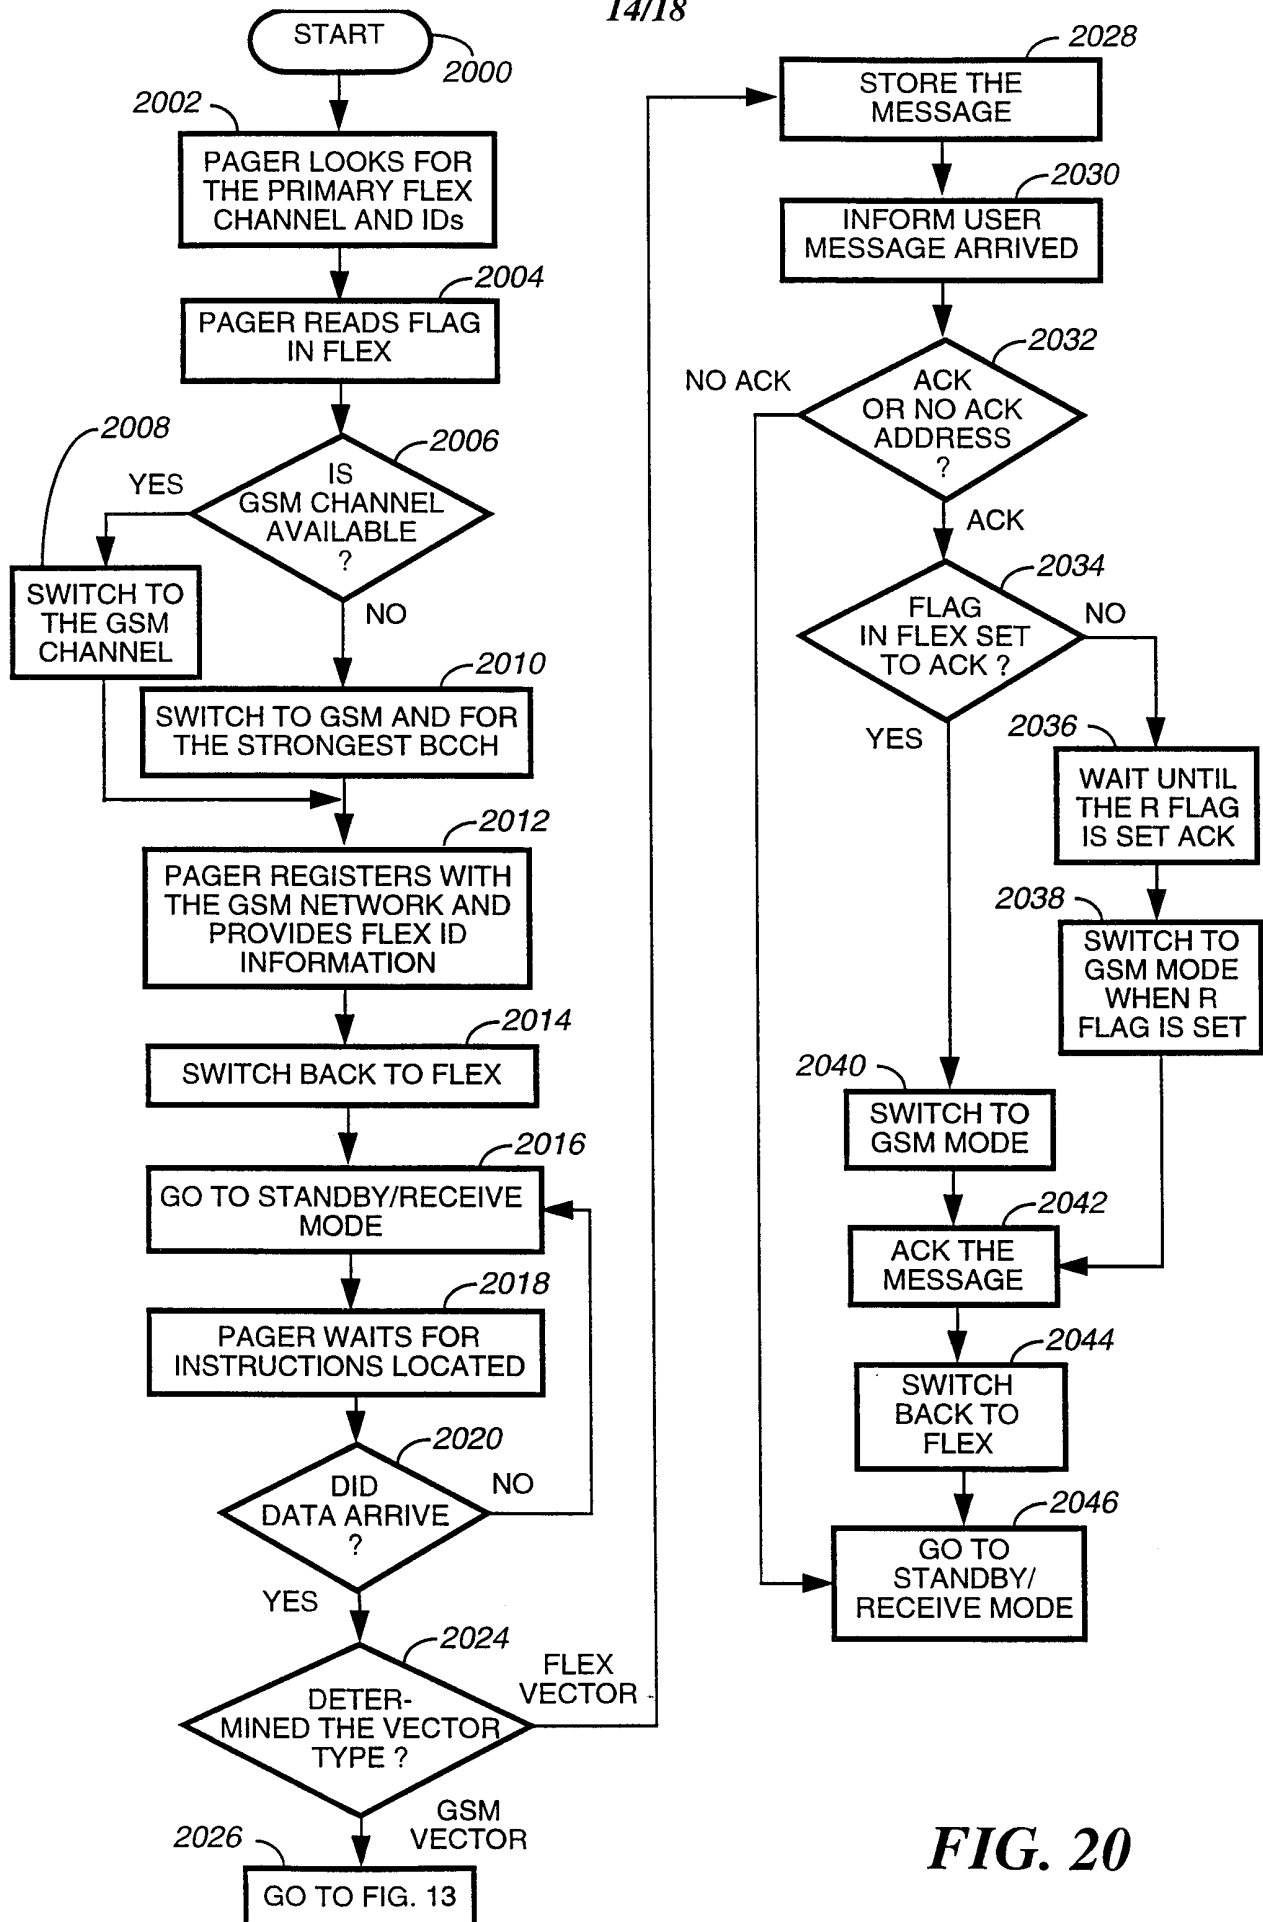 14/18
START
2000
2002
PAGER LOOKS FOR
THE PRIMARY FLEX
CHANNEL AND IDs
2004
PAGER READS FLAG
IN FLEX
2006
IS
GSM CHANNEL
AVAILABLE
?
YES
NO
2008
SWITCH TO
THE GSM
CHANNEL
2010
SWITCH TO GSM AND FOR
THE STRONGEST BCCH
2012
PAGER REGISTERS WITH
THE GSM NETWORK AND
PROVIDES FLEX ID
INFORMATION
2014
SWITCH BACK TO FLEX
2016
GO TO STANDBY/RECEIVE
MODE
2018
PAGER WAITS FOR
INSTRUCTIONS LOCATED
2020
DID
DATA ARRIVE
?
NO
YES
2024
DETER-
MINED THE VECTOR
TYPE ?
FLEX
VECTOR
GSM
VECTOR
2026
GO TO FIG. 13
2028
STORE THE
MESSAGE
2030
INFORM USER
MESSAGE ARRIVED
2032
ACK
OR NO ACK
ADDRESS
?
NO ACK
ACK
2034
FLAG
IN FLEX SET
TO ACK ?
NO
YES
2036
WAIT UNTIL
THE R FLAG
IS SET ACK
2038
SWITCH TO
GSM MODE
WHEN R
FLAG IS SET
2040
SWITCH TO
GSM MODE
2042
ACK THE
MESSAGE
2044
SWITCH
BACK TO
FLEX
2046
GO TO
STANDBY/
RECEIVE MODE
FIG. 20